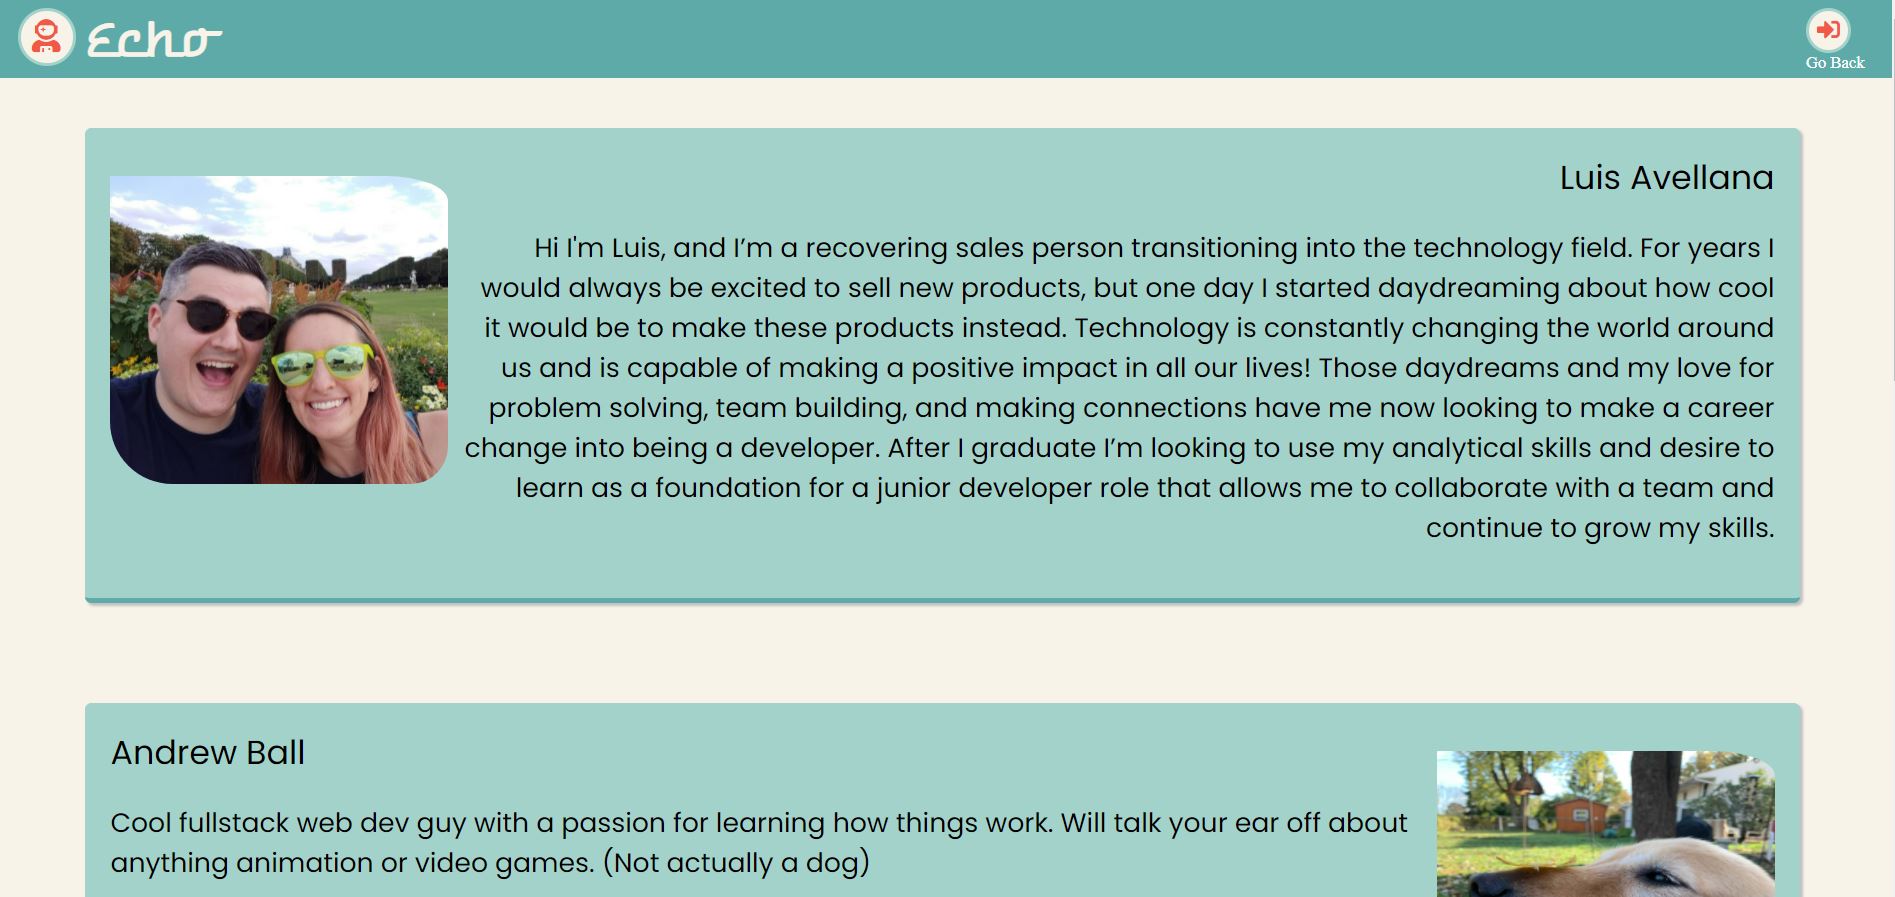 Echo
Go Back
Luis Avellana
Hi I'm Luis, and I’m a recovering sales person transitioning into the technology field. For years I
would always be excited to sell new products, but one day I started daydreaming about how cool
it would be to make these products instead. Technology is constantly changing the world around
us and is capable of making a positive impact in all our lives! Those daydreams and my love for
problem solving, team building, and making connections have me now looking to make a career
change into being a developer. After I graduate I’m looking to use my analytical skills and desire to
learn as a foundation for a junior developer role that allows me to collaborate with a team and
continue to grow my skills.
Andrew Ball
Cool fullstack web dev guy with a passion for learning how things work. Will talk your ear off about
anything animation or video games. (Not actually a dog)